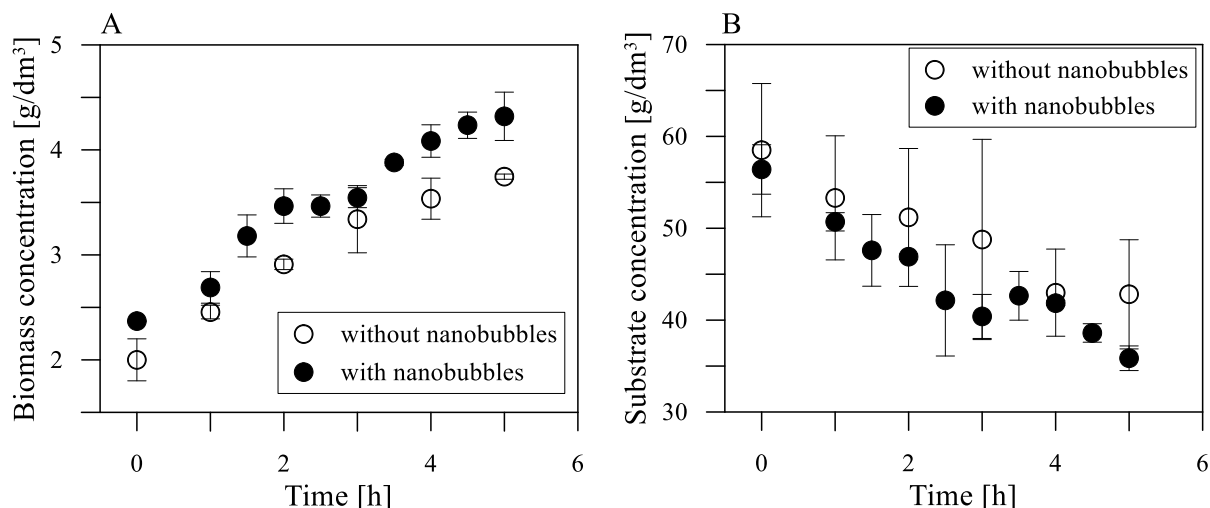 A
Biomass concentration [g/dm³]
5
4
3
2
without nanobubbles
with nanobubbles
0
2
4
6
Time [h]
B
Substrate concentration [g/dm³]
70
60
50
40
30
without nanobubbles
with nanobubbles
0
2
4
6
Time [h]